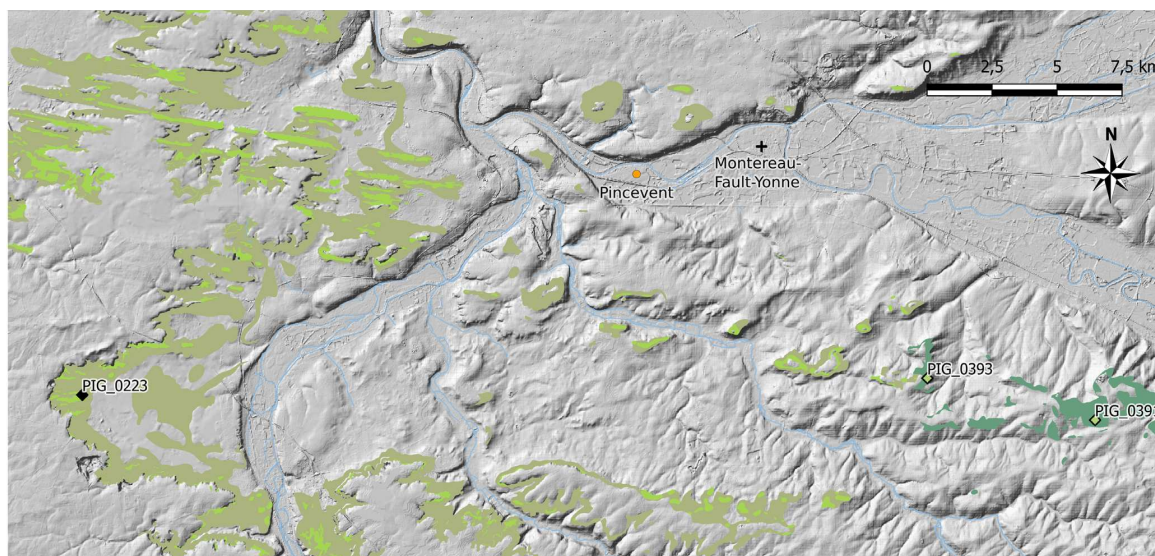 0 2,5 5 7,5 km
N
Montereau-
Fault-Yonne
Pincevent
PIG_0393
PIG_0223
PIG_039